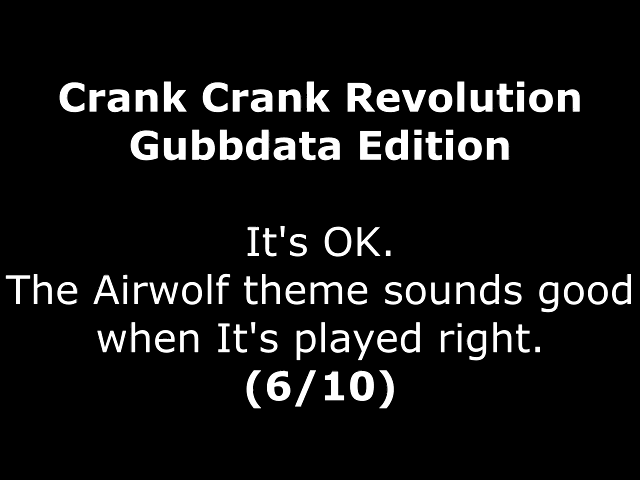 Crank Crank Revolution
Gubbdata Edition
It's OK.
The Airwolf theme sounds good
when It's played right.
(6/10)